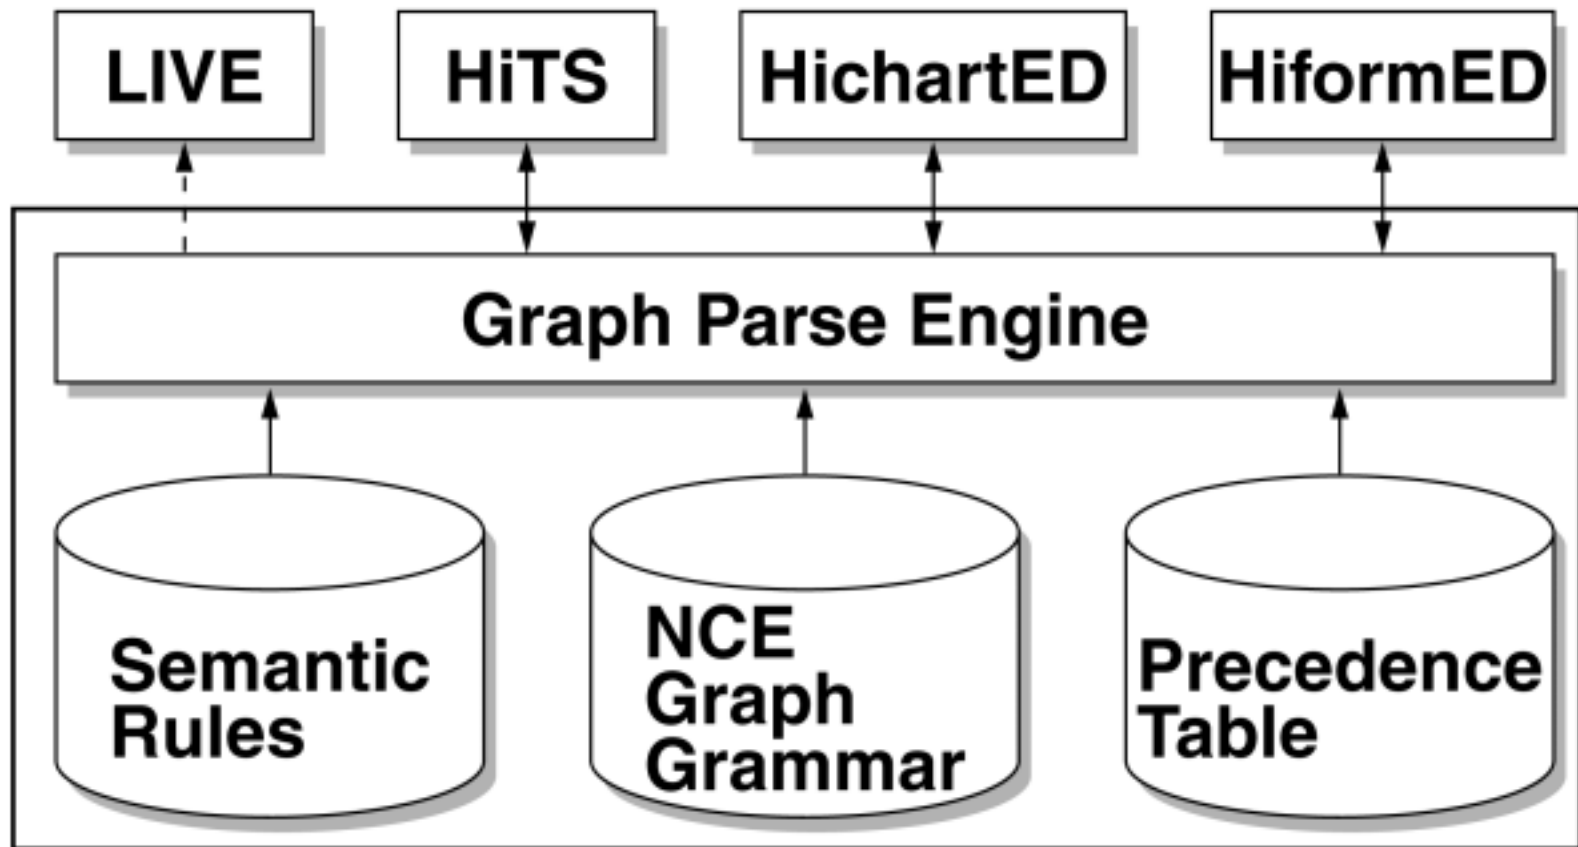 LIVE
HiTS
HichartED
HiformED
Graph Parse Engine
Semantic
Rules
NCE
Graph
Grammar
Precedence
Table